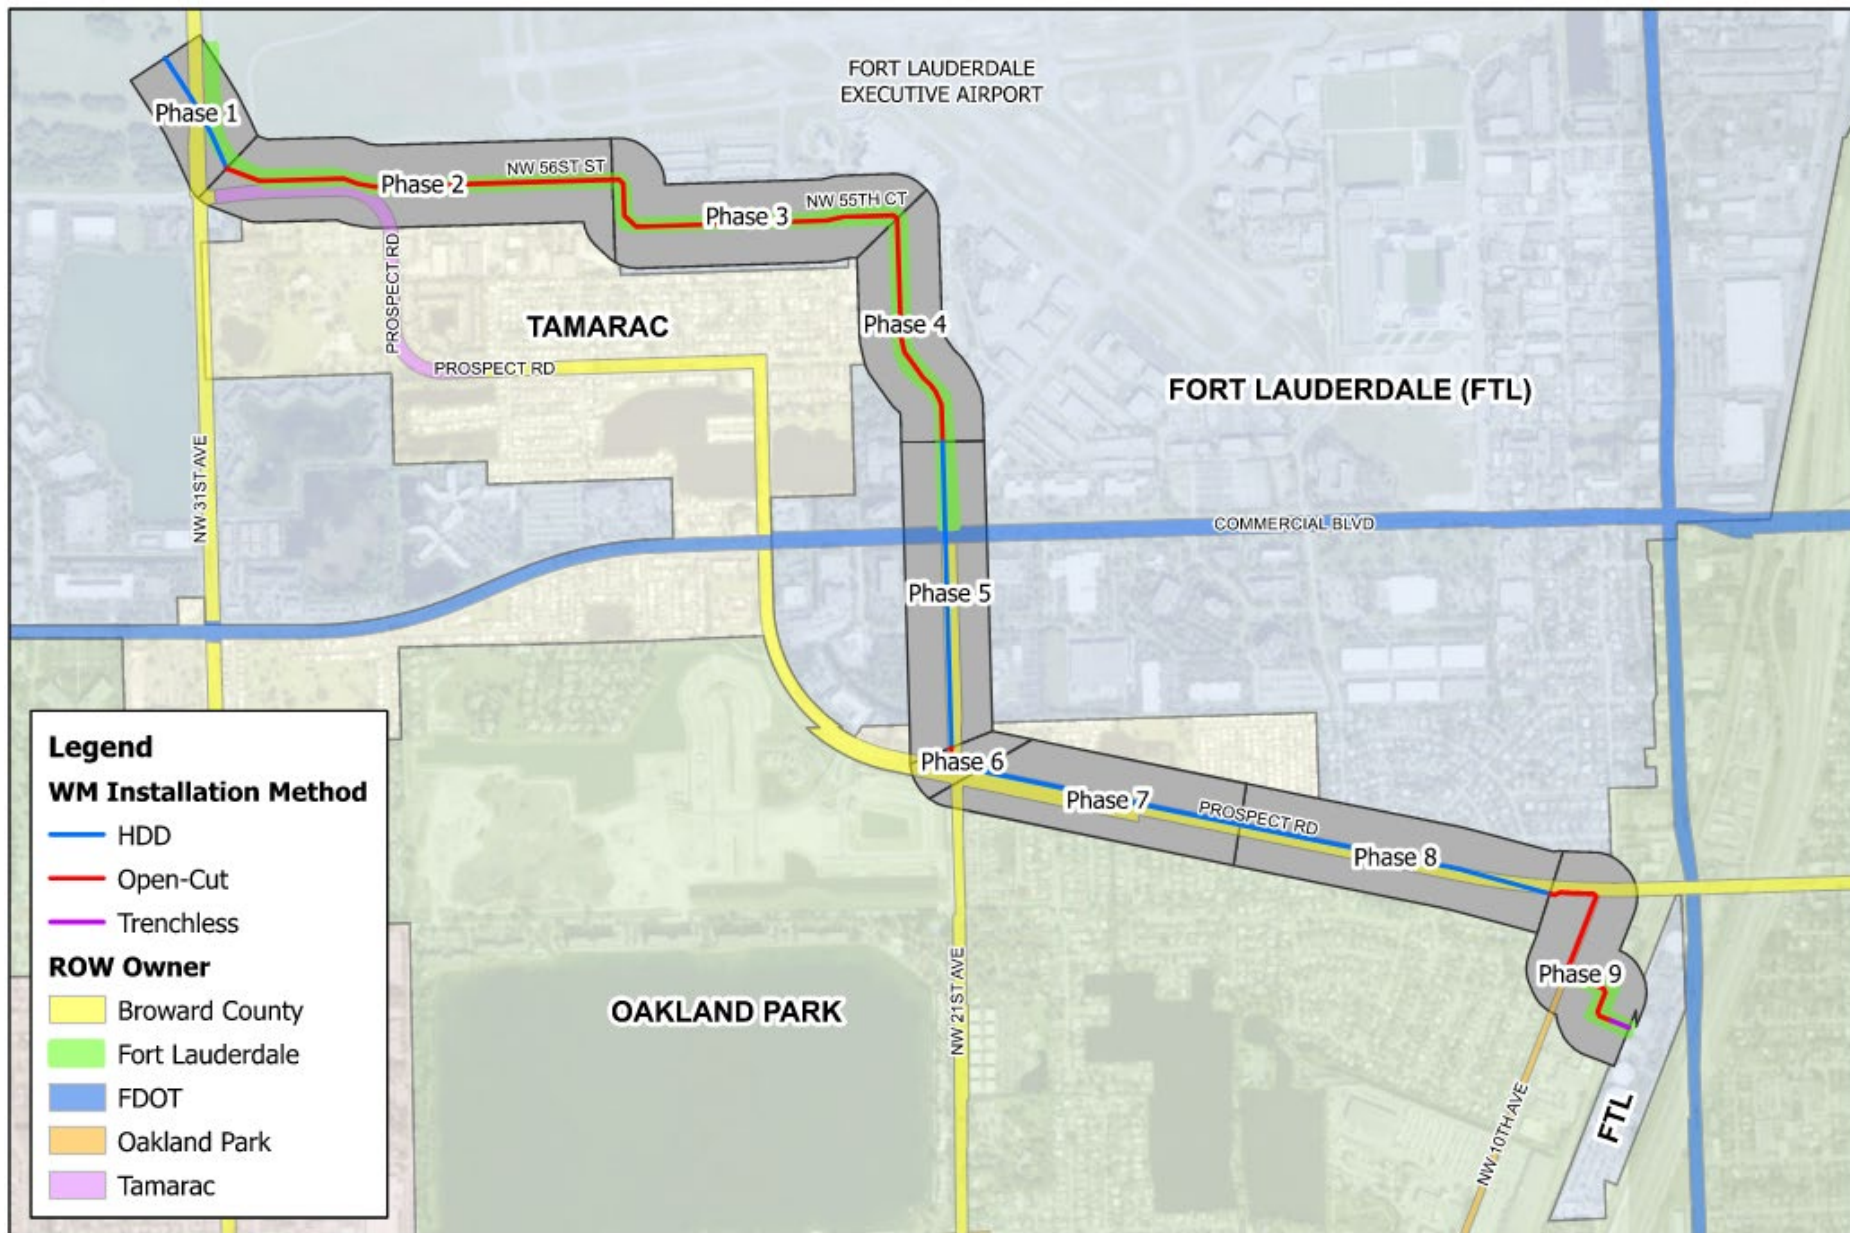 FORT LAUDERDALE
EXECUTIVE AIRPORT
Phase 1
NW 56ST ST
Phase 2
NW 55TH CT
Phase 3
PROSPECT RD
TAMARAC
Phase 4
PROSPECT RD
FORT LAUDERDALE (FTL)
NW 31ST AVE
COMMERCIAL BLVD
Phase 5
Phase 6
Phase 7
PROSPECT RD
Phase 8
Phase 9
OAKLAND PARK
NW 21ST AVE
NW 10TH AVE
FTL
Legend
WM Installation Method
HDD
Open-Cut
Trenchless
ROW Owner
Broward County
Fort Lauderdale
FDOT
Oakland Park
Tamarac